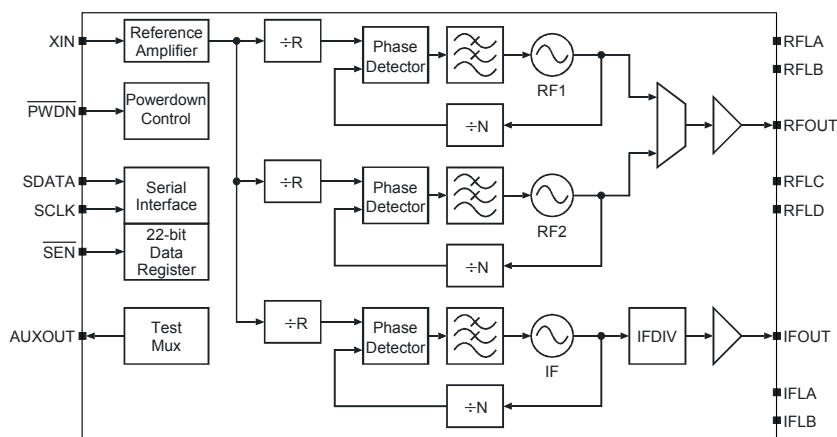 XIN
Reference
Amplifier
÷R
Phase
Detector
RF1
÷N
RFLA
RFLB
PWDN
Powerdown
Control
RFOUT
SDATA
SCLK
Serial
Interface
÷R
Phase
Detector
RF2
÷N
RFLC
RFLD
SEN
22-bit
Data
Register
AUXOUT
Test
Mux
÷R
Phase
Detector
IF
÷N
IFDIV
IFOUT
IFLA
IFLB